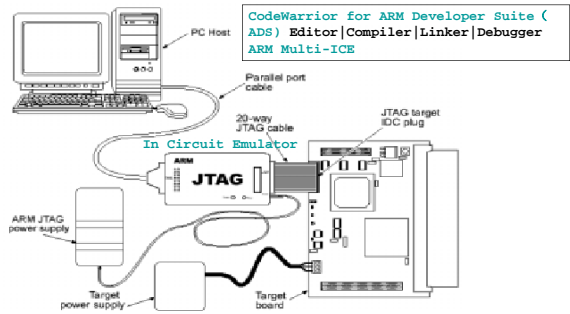 CodeWarrior for ARM Developer Suite (
ADS) Editor|Compiler|Linker|Debugger
ARM Multi-ICE
PC Host
Parallel port
cable
20-way
JTAG cable
JTAG target
IDC plug
In Circuit Emulator
ARM
JTAG
ARM JTAG
power supply
Target
power supply
Target
board